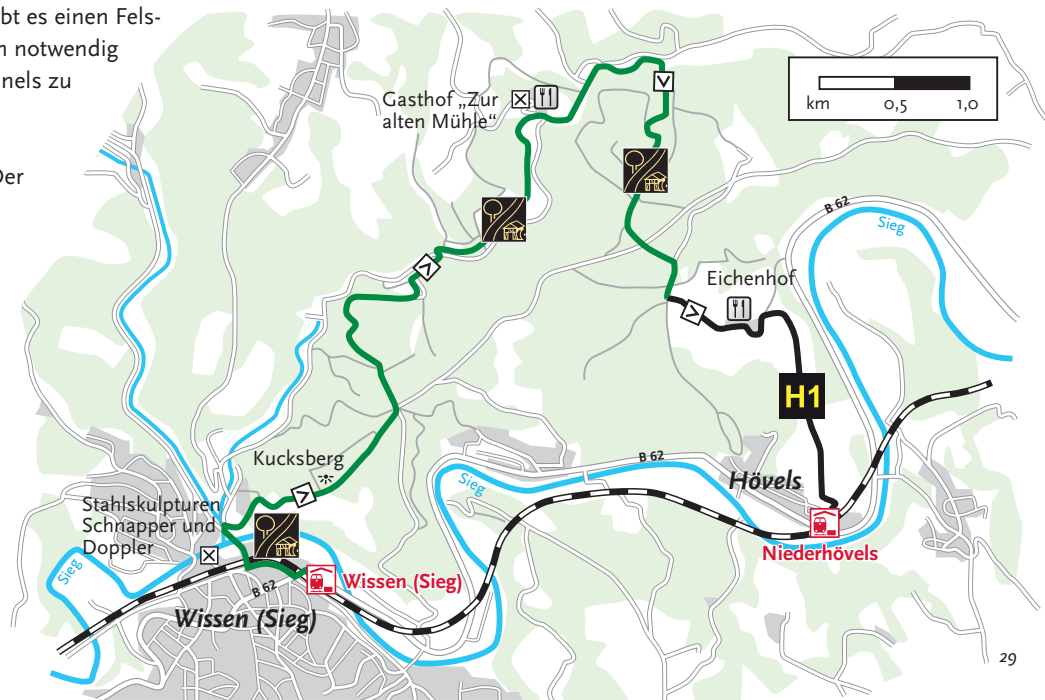 bt es einen Fels-
n notwendig
nels zu
Der
Gasthof „Zur
alten Mühle“
km 0,5 1,0
B 62
Sieg
Eichenhof
H1
Kucksberg
B 62
Sieg
Hövels
Stahlskulpturen
Schnapper und
Doppler
Niederhövels
Sieg
Wissen (Sieg)
B 62
Wissen (Sieg)
29